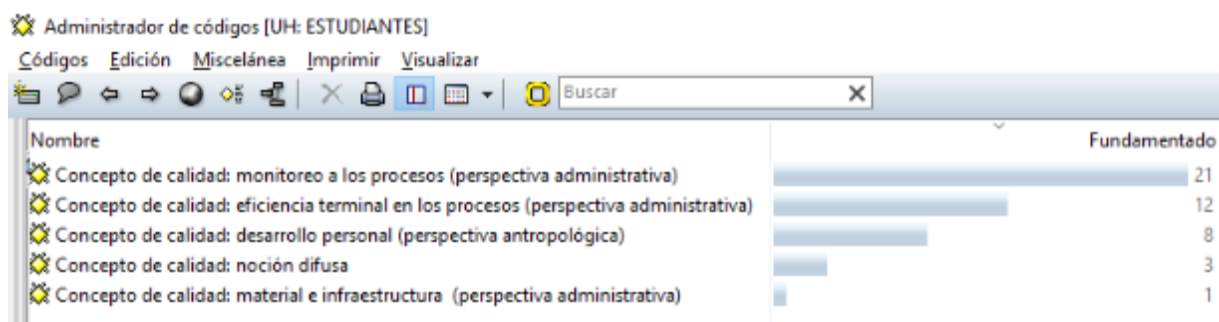 Administrador de códigos [UH: ESTUDIANTES]
Códigos Edición Miscelánea Imprimir Visualizar
Buscar
Nombre Fundamentado
Concepto de calidad: monitoreo a los procesos (perspectiva administrativa) 21
Concepto de calidad: eficiencia terminal en los procesos (perspectiva administrativa) 12
Concepto de calidad: desarrollo personal (perspectiva antropológica) 8
Concepto de calidad: noción difusa 3
Concepto de calidad: material e infraestructura (perspectiva administrativa) 1